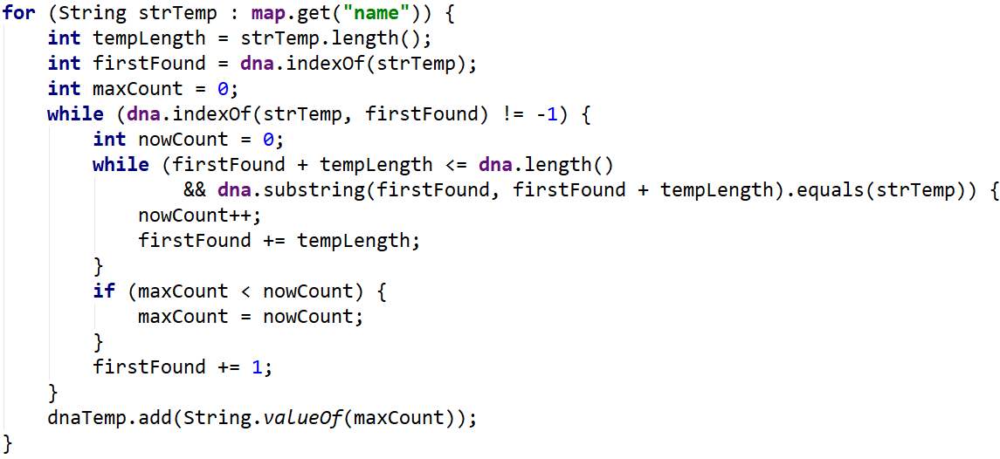 for (String strTemp : map.get("name")) {
    int tempLength = strTemp.length();
    int firstFound = dna.indexOf(strTemp);
    int maxCount = 0;
    while (dna.indexOf(strTemp, firstFound) != -1) {
        int nowCount = 0;
        while (firstFound + tempLength <= dna.length()
                && dna.substring(firstFound, firstFound + tempLength).equals(strTemp)) {
            nowCount++;
            firstFound += tempLength;
        }
        if (maxCount < nowCount) {
            maxCount = nowCount;
        }
        firstFound += 1;
    }
    dnaTemp.add(String.valueOf(maxCount));
}